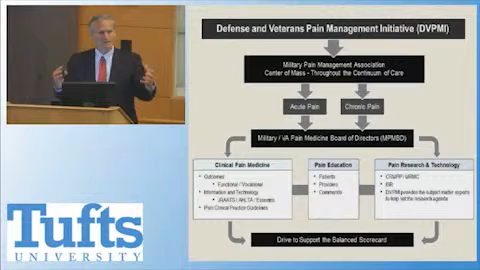 Defense and Veterans Pain Management Initiative (DVPMI)
Military Pain Management Association
Center of Mass - Throughout the Continuum of Care
Acute Pain
Chronic Pain
Military / VA Pain Medicine Board of Directors (MPMBD)
Clinical Pain Medicine
• Outcomes
• Functional / Vocational
• Information and Technology
• Pain Clinical Practice Guidelines
Pain Education
• Patients
• Providers
• Commands
Pain Research & Technology
• ISR
• DVPMI provides the subject matter experts
to help set the research agenda
Drive to Support the Balanced Scorecard
Tufts
UNIVERSITY